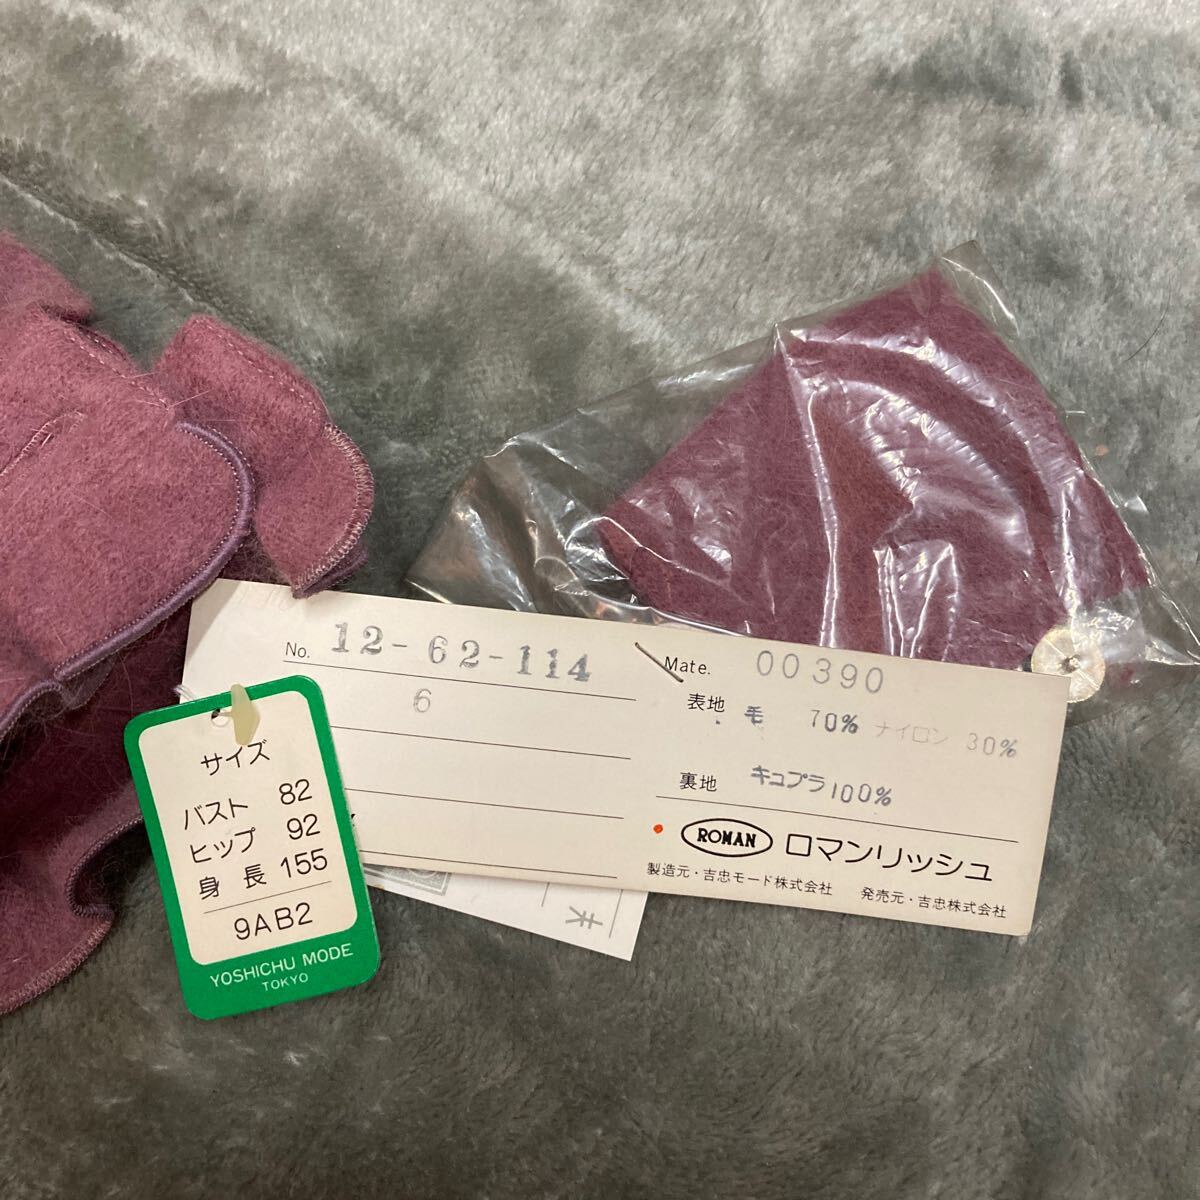 No. 12-62-114
6
Mate. 00390
表地 毛 70% ナイロン 30%
裏地 キュプラ100%
ROMAN ロマンリッシュ
製造元・吉忠モード株式会社 発売元・吉忠株式会社
サイズ
バスト 82
ヒップ 92
身長 155
9AB2
YOSHICHU MODE
TOKYO